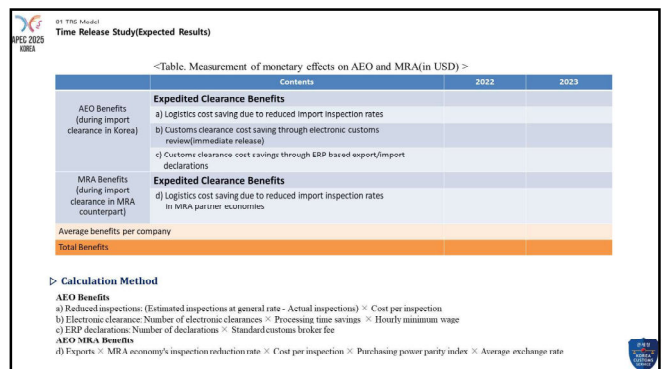 APEC 2025
KOREA
01 TRS Model
Time Release Study(Expected Results)
<Table. Measurement of monetary effects on AEO and MRA(in USD) >
Contents
2022
2023
AEO Benefits
(during import
clearance in Korea)
Expedited Clearance Benefits
a) Logistics cost saving due to reduced import inspection rates
b) Customs clearance cost saving through electronic customs
review(immediate release)
c) Customs clearance cost savings through ERP based export/import
declarations
MRA Benefits
(during import
clearance in MRA
counterpart)
Expedited Clearance Benefits
d) Logistics cost saving due to reduced import inspection rates
in MRA partner economies
Average benefits per company
Total Benefits
▷ Calculation Method
AEO Benefits
a) Reduced inspections: (Estimated inspections at general rate - Actual inspections) × Cost per inspection
b) Electronic clearance: Number of electronic clearances × Processing time savings × Hourly minimum wage
c) ERP declarations: Number of declarations × Standard customs broker fee
AEO MRA Benefits
d) Exports × MRA economy's inspection reduction rate × Cost per inspection × Purchasing power parity index × Average exchange rate
관세청
KOREA
CUSTOMS
SERVICE